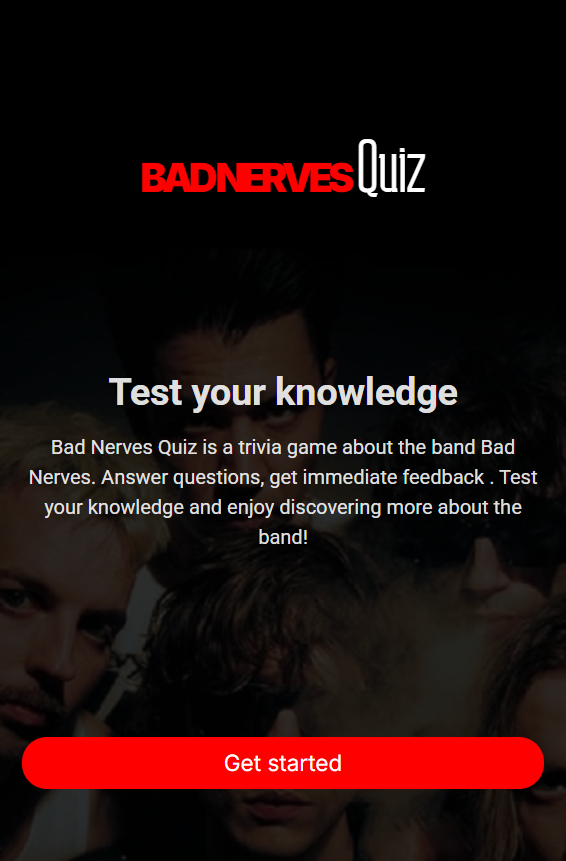 BADNERVES Quiz
Test your knowledge
Bad Nerves Quiz is a trivia game about the band Bad
Nerves. Answer questions, get immediate feedback . Test
your knowledge and enjoy discovering more about the
band!
Get started